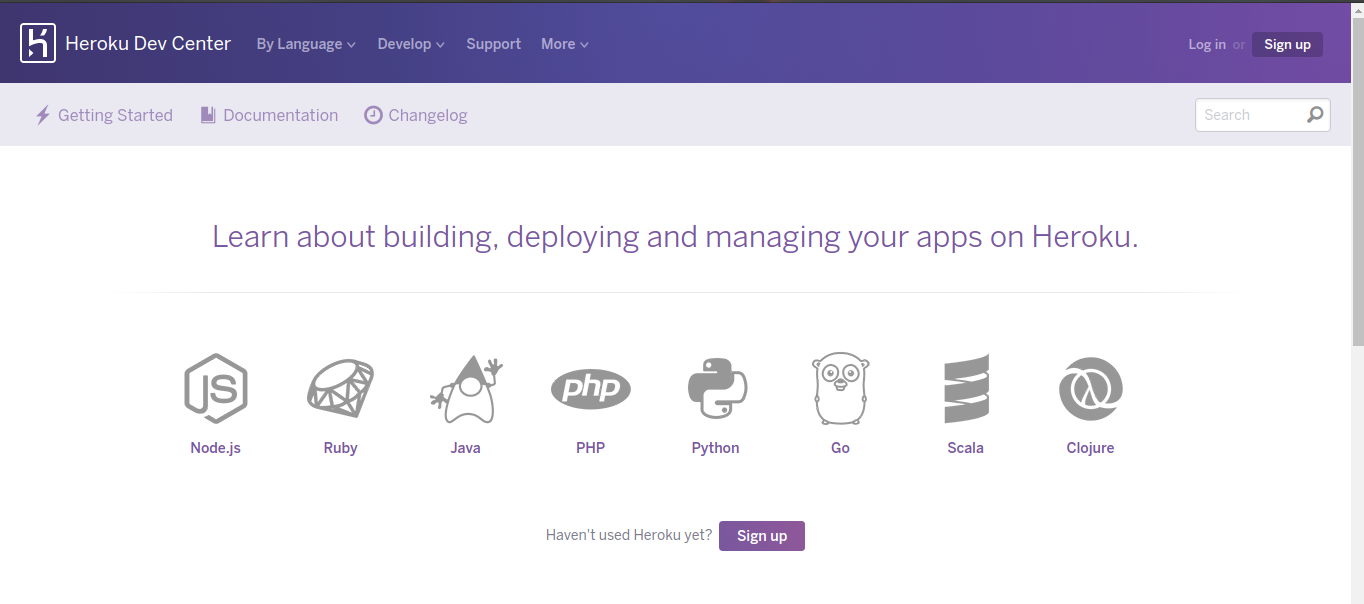 Heroku Dev Center By Language Develop Support More Log in or Sign up
Getting Started Documentation Changelog Search
Learn about building, deploying and managing your apps on Heroku.
JS php
Node.js Ruby Java PHP Python Go Scala Clojure
Haven't used Heroku yet? Sign up